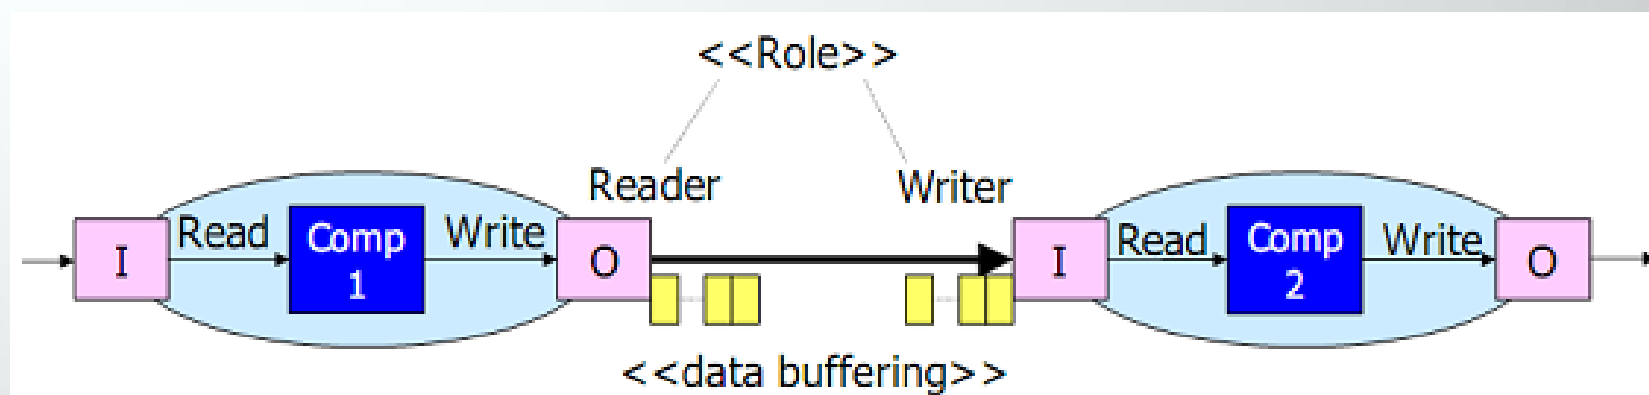 <<Role>>
Reader
Writer
I
Read
Comp
1
Write
O
I
Read
Comp
2
Write
O
<<data buffering>>